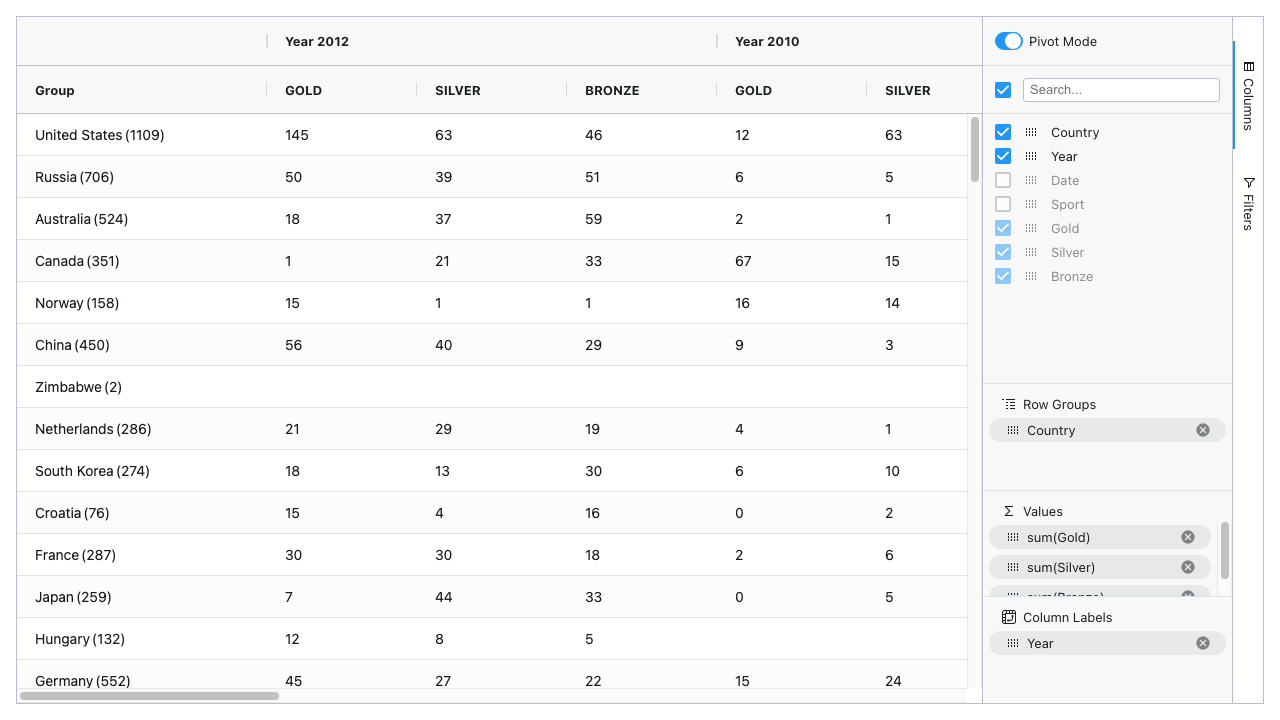 Year 2012 Year 2010
Group GOLD SILVER BRONZE GOLD SILVER
United States (1109) 145 63 46 12 63
Russia (706) 50 39 51 6 5
Australia (524) 18 37 59 2 1
Canada (351) 1 21 33 67 15
Norway (158) 15 1 1 16 14
China (450) 56 40 29 9 3
Zimbabwe (2)
Netherlands (286) 21 29 19 4 1
South Korea (274) 18 13 30 6 10
Croatia (76) 15 4 16 0 2
France (287) 30 30 18 2 6
Japan (259) 7 44 33 0 5
Hungary (132) 12 8 5
Germany (552) 45 27 22 15 24
Pivot Mode
Search...
Country
Year
Date
Sport
Gold
Silver
Bronze
Row Groups
Country
Values
sum(Gold)
sum(Silver)
sum(Bronze)
Column Labels
Year
Columns
Filters